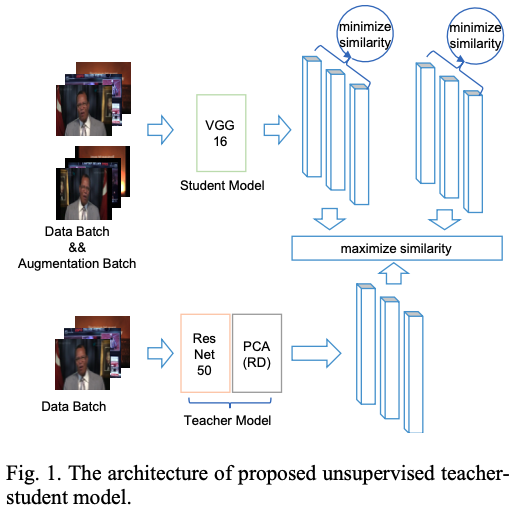 minimize
similarity
minimize
similarity
VGG
16
Student Model
Data Batch
&&
Augmentation Batch
maximize similarity
Res
Net
50
PCA
(RD)
Teacher Model
Data Batch
Fig. 1. The architecture of proposed unsupervised teacher-
student model.